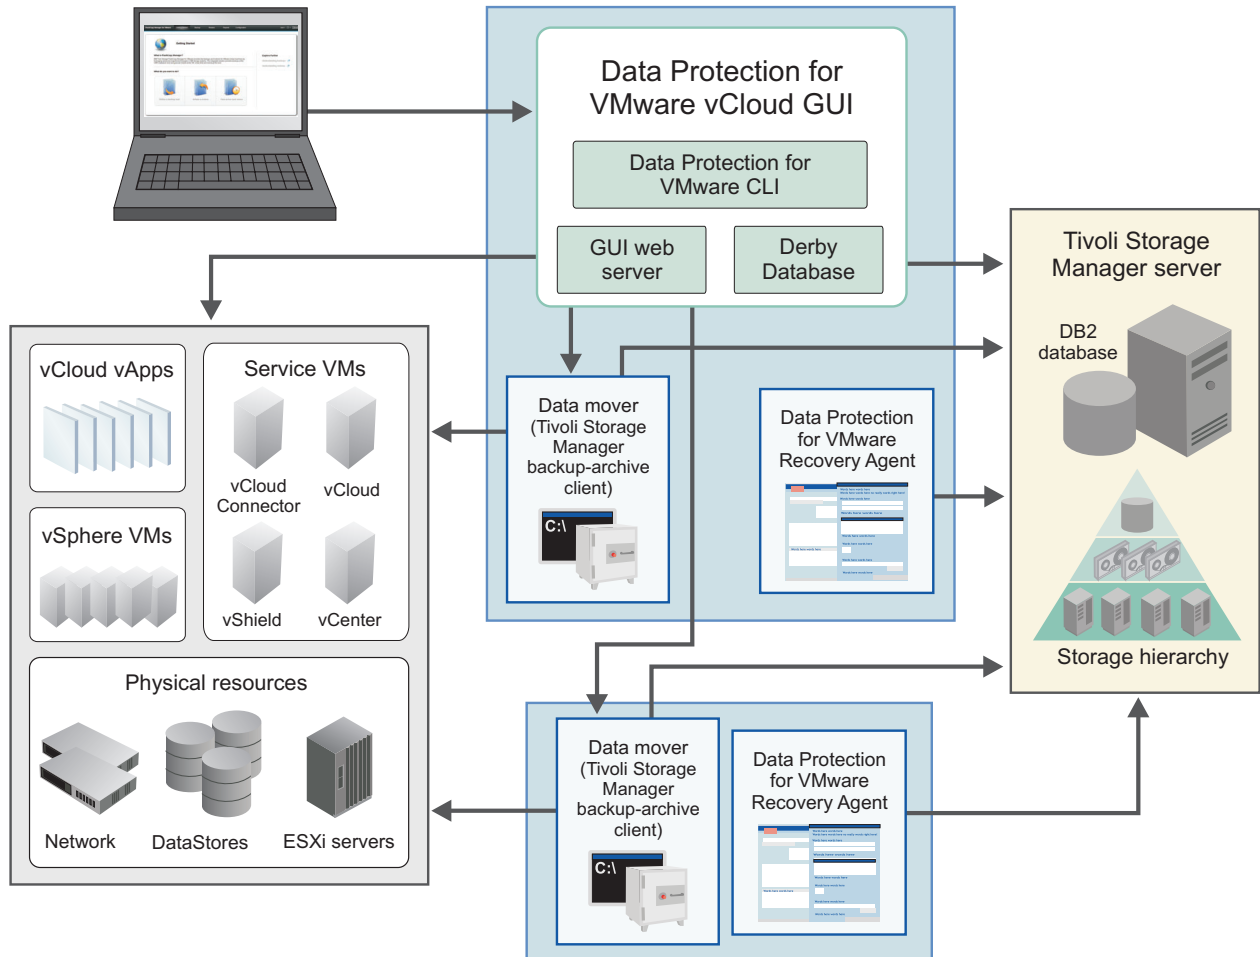 Data Protection for
VMware vCloud GUI
Data Protection for
VMware CLI
GUI web
server
Derby
Database
Tivoli Storage
Manager server
DB2
database
Storage hierarchy
vCloud vApps
Service VMs
vCloud
Connector
vCloud
vShield
vCenter
vSphere VMs
Physical resources
Network
DataStores
ESXi servers
Data mover
(Tivoli Storage
Manager
backup-archive
client)
C:\
Data Protection
for VMware
Recovery Agent
Data mover
(Tivoli Storage
Manager
backup-archive
client)
C:\
Data Protection
for VMware
Recovery Agent